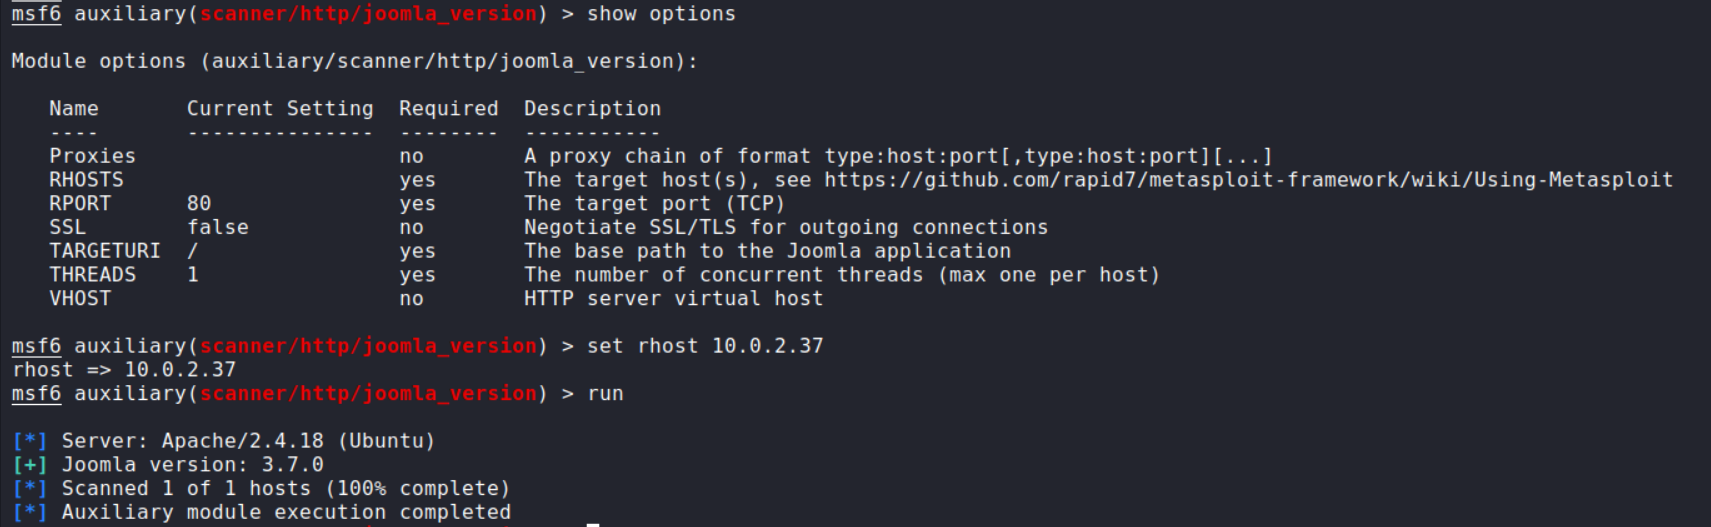 msf6 auxiliary(scanner/http/joomla_version) > show options
Module options (auxiliary/scanner/http/joomla_version):
Name Current Setting Required Description
---- --------------- -------- -----------
Proxies no A proxy chain of format type:host:port[,type:host:port][...]
RHOSTS yes The target host(s), see https://github.com/rapid7/metasploit-framework/wiki/Using-Metasploit
RPORT 80 yes The target port (TCP)
SSL false no Negotiate SSL/TLS for outgoing connections
TARGETURI / yes The base path to the Joomla application
THREADS 1 yes The number of concurrent threads (max one per host)
VHOST no HTTP server virtual host
msf6 auxiliary(scanner/http/joomla_version) > set rhost 10.0.2.37
rhost => 10.0.2.37
msf6 auxiliary(scanner/http/joomla_version) > run
[*] Server: Apache/2.4.18 (Ubuntu)
[+] Joomla version: 3.7.0
[*] Scanned 1 of 1 hosts (100% complete)
[*] Auxiliary module execution completed